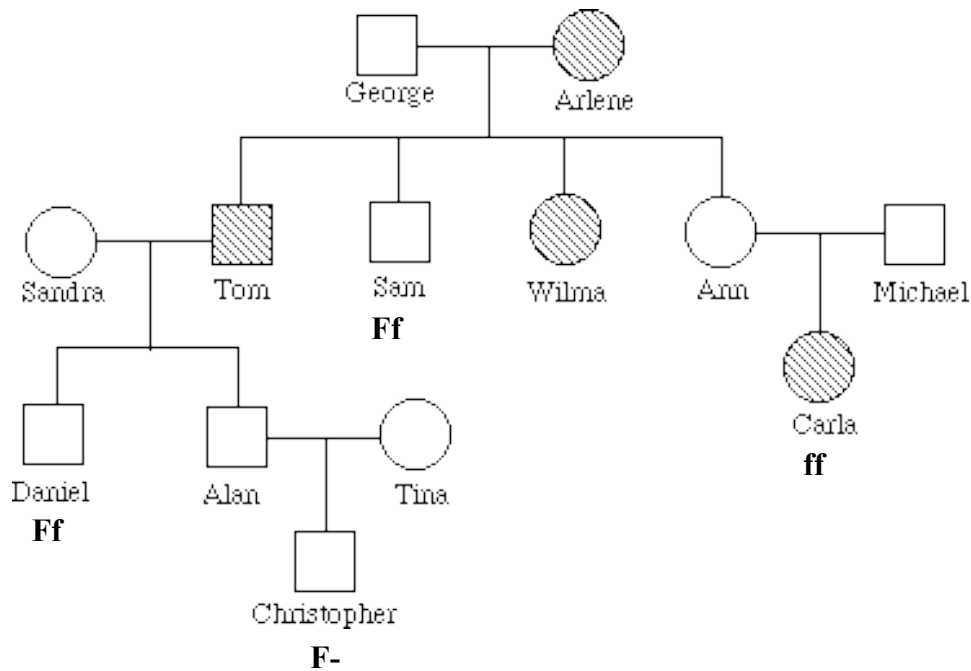 George
Arlene
Sandra
Tom
Sam
Wilma
Ann
Michael
Ff
Carla
ff
Daniel
Alan
Tina
Ff
Christopher
F-